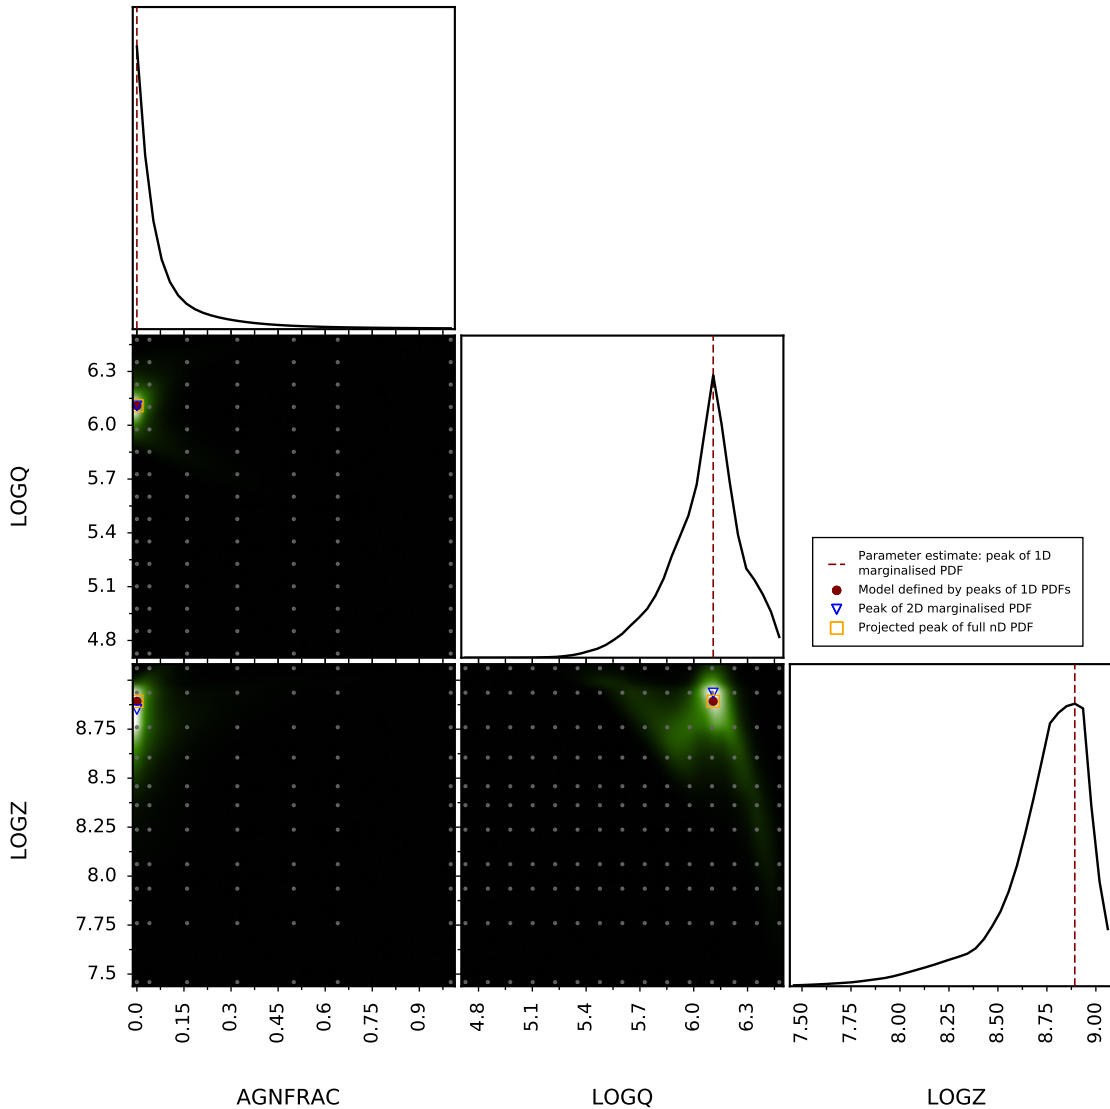 6.3
6.0
5.7
5.4
5.1
4.8
LOGQ
Parameter estimate: peak of 1D
marginalised PDF
Model defined by peaks of 1D PDFs
Peak of 2D marginalised PDF
Projected peak of full nD PDF
8.75
8.5
8.25
8.0
7.75
7.5
LOGZ
0.0 0.15 0.3 0.45 0.6 0.75 0.9
4.8 5.1 5.4 5.7 6.0 6.3
7.50 7.75 8.00 8.25 8.50 8.75 9.00
AGNFRAC LOGQ LOGZ